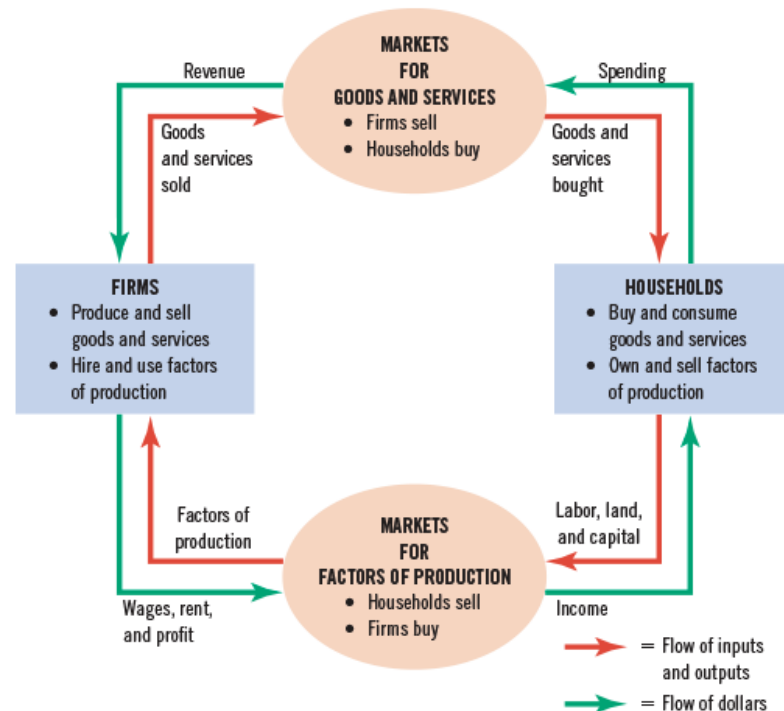 MARKETS
FOR
GOODS AND SERVICES
• Firms sell
• Households buy
Revenue
Spending
Goods
and services
sold
Goods and
services
bought
FIRMS
• Produce and sell
goods and services
• Hire and use factors
of production
HOUSEHOLDS
• Buy and consume
goods and services
• Own and sell factors
of production
Factors of
production
Labor, land,
and capital
MARKETS
FOR
FACTORS OF PRODUCTION
• Households sell
• Firms buy
Wages, rent,
and profit
Income
= Flow of inputs
and outputs
= Flow of dollars